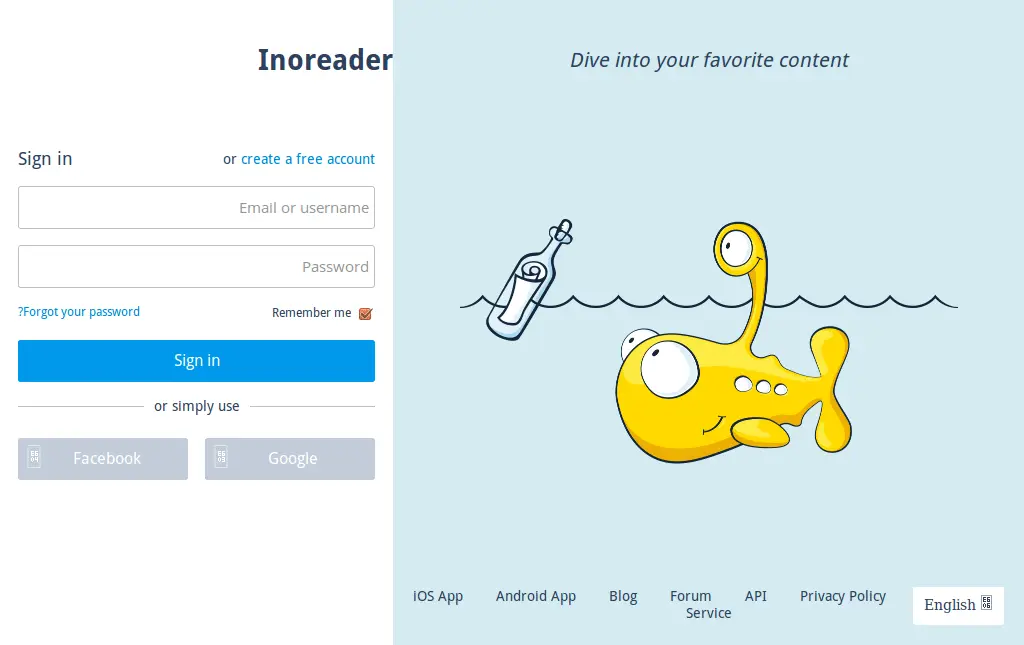 Inoreader
Dive into your favorite content
Sign in
or create a free account
Email or username
Password
?Forgot your password
Remember me
Sign in
or simply use
Facebook
Google
iOS App
Android App
Blog
Forum
API
Privacy Policy
Service
English